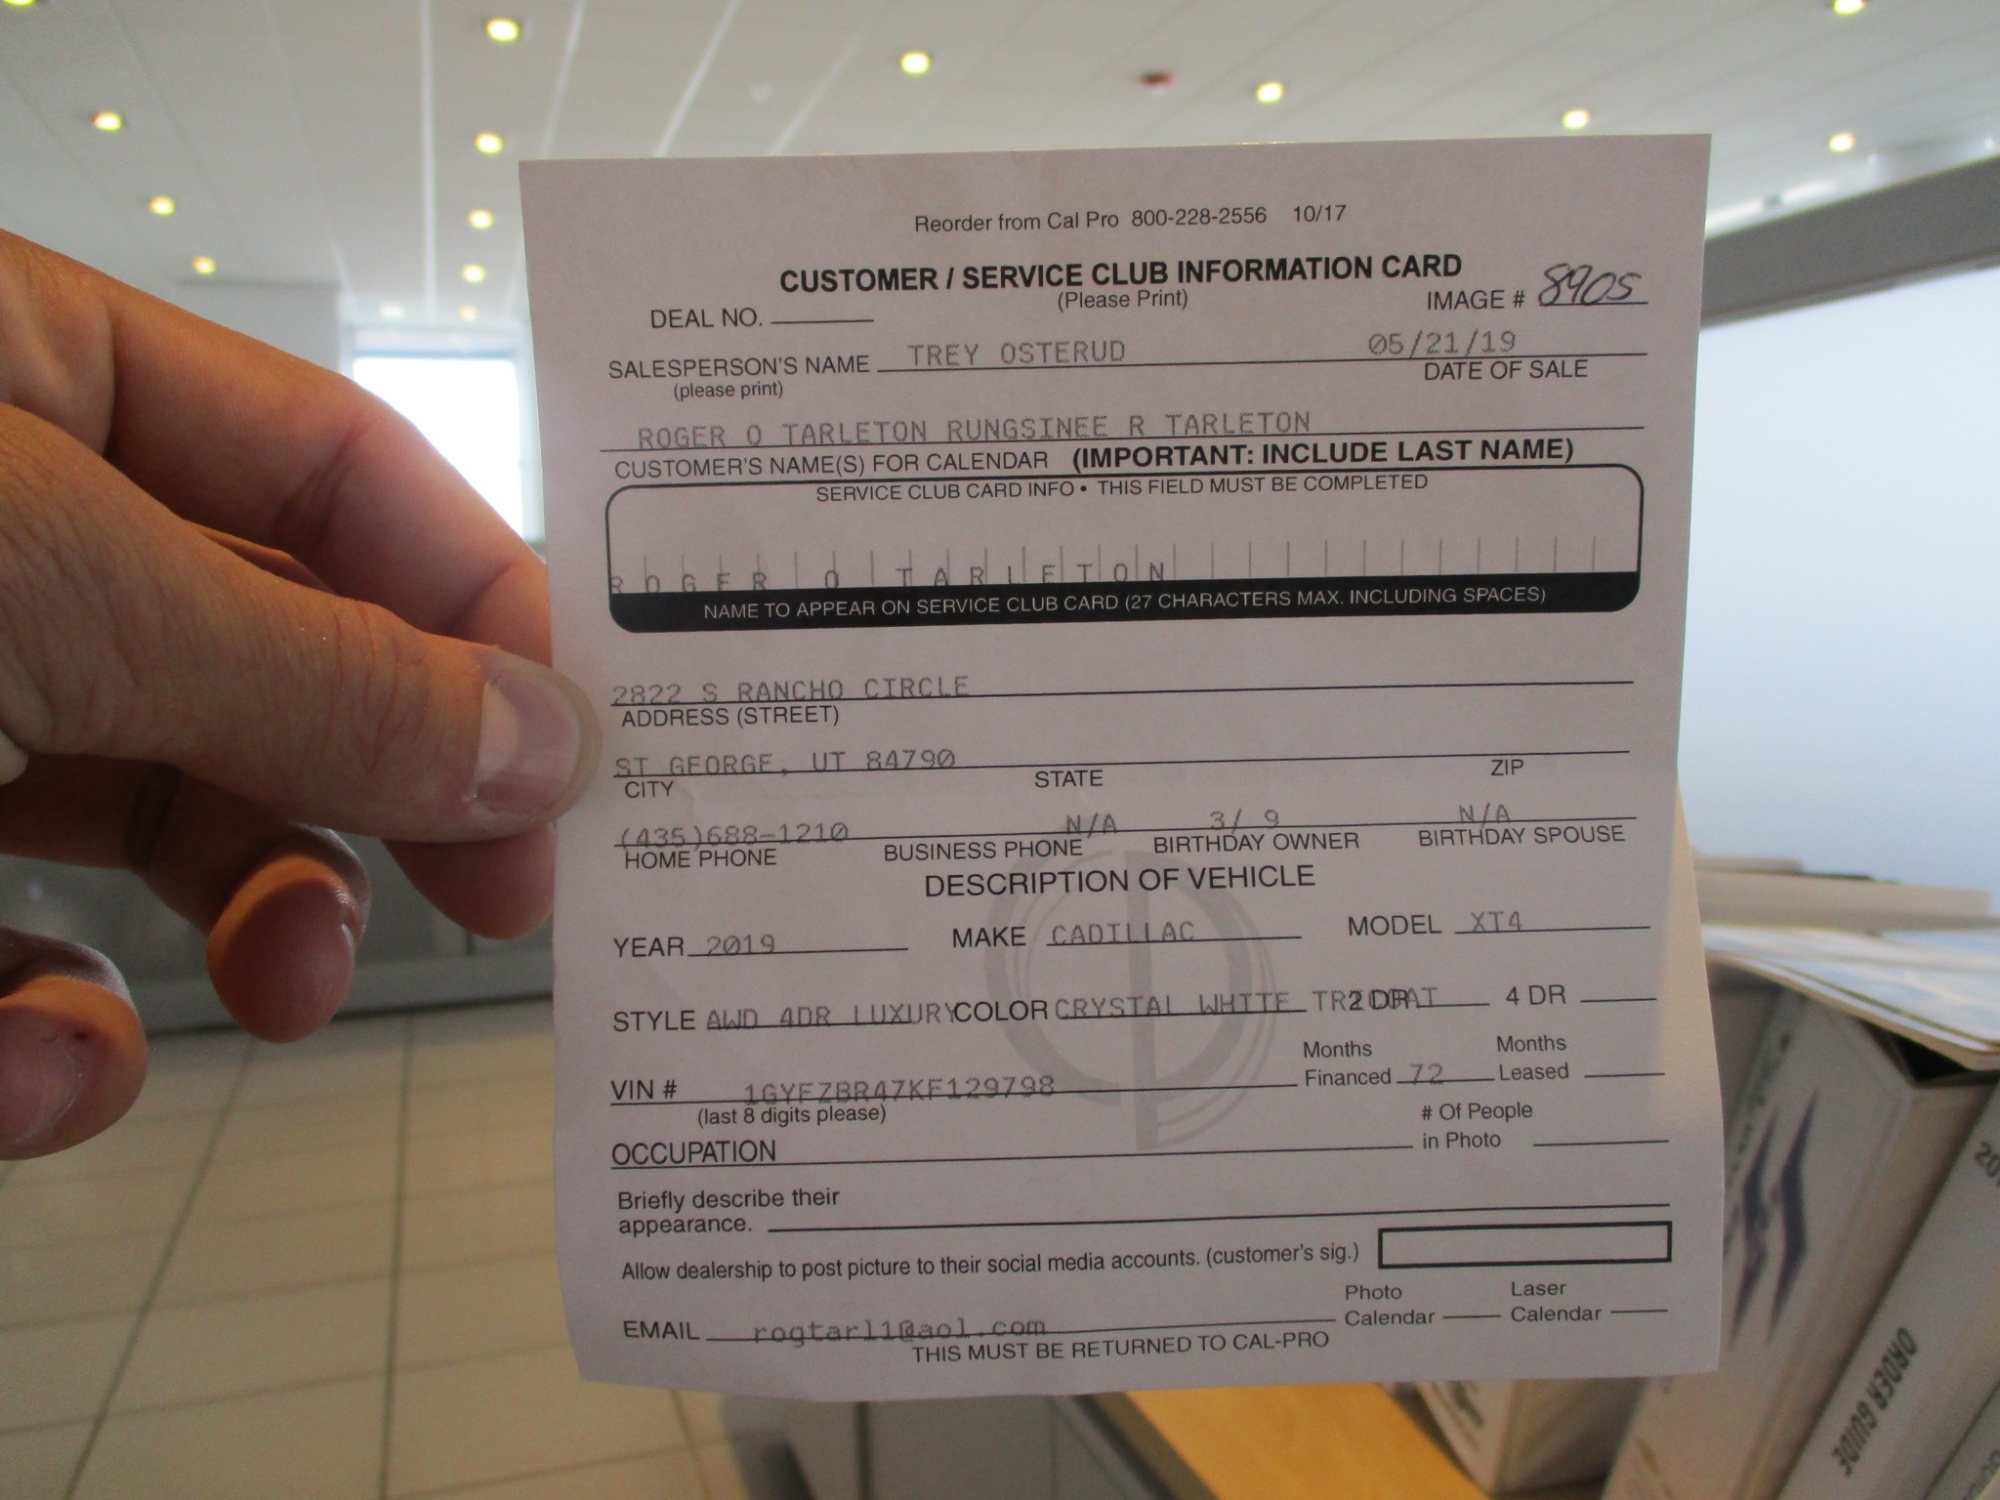 Reorder from Cal Pro 800-228-2556 10/17
CUSTOMER / SERVICE CLUB INFORMATION CARD
(Please Print)
DEAL NO. IMAGE # 8905
SALESPERSON'S NAME TREY OSTERUD 05/21/19
(please print) DATE OF SALE
ROGER O TARLETON RUNGSINEE R TARLETON
CUSTOMER'S NAME(S) FOR CALENDAR (IMPORTANT: INCLUDE LAST NAME)
SERVICE CLUB CARD INFO • THIS FIELD MUST BE COMPLETED
ROGER O TARLETON
NAME TO APPEAR ON SERVICE CLUB CARD (27 CHARACTERS MAX. INCLUDING SPACES)
2822 S RANCHO CIRCLE
ADDRESS (STREET)
ST GEORGE, UT 84790
CITY STATE ZIP
(435)688-1210 N/A 3/ 9 N/A
HOME PHONE BUSINESS PHONE BIRTHDAY OWNER BIRTHDAY SPOUSE
DESCRIPTION OF VEHICLE
YEAR 2019 MAKE CADILLAC MODEL XT4
STYLE AWD 4DR LUXURY COLOR CRYSTAL WHITE TRICOAT 2 DR 4 DR
Months Months
VIN # 1GYFZBR47KF129798 Financed 72 Leased
(last 8 digits please) # Of People
OCCUPATION in Photo
Briefly describe their
appearance.
Allow dealership to post picture to their social media accounts. (customer's sig.)
Photo Laser
EMAIL rogtarl1@aol.com Calendar Calendar
THIS MUST BE RETURNED TO CAL-PRO
ORDER GUIDE